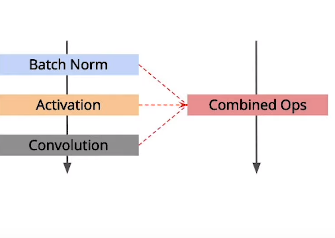 Batch Norm
Activation
Combined Ops
Convolution